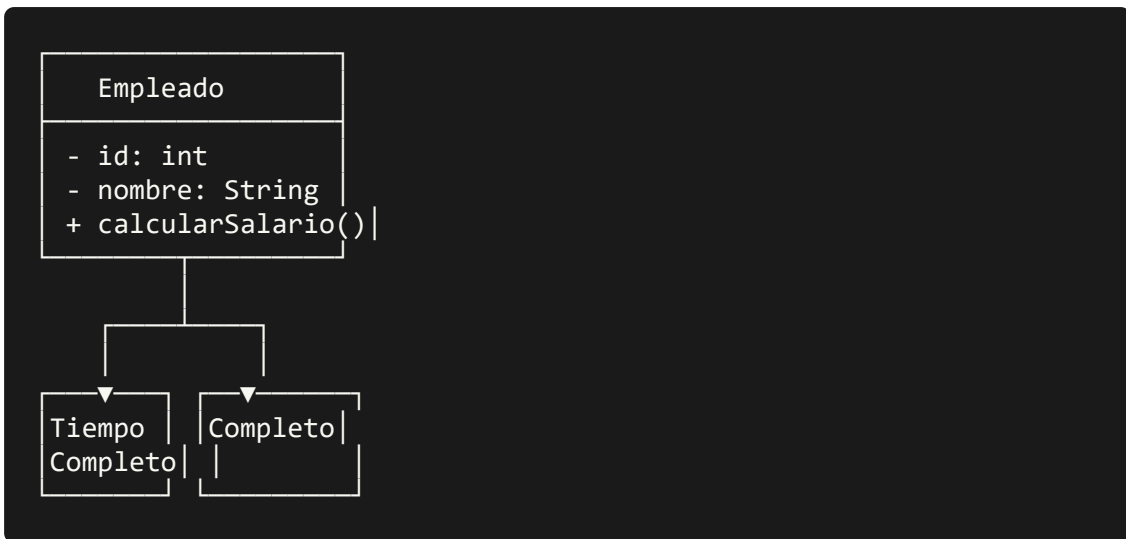 Empleado
- id: int
- nombre: String
+ calcularSalario()
Tiempo Completo
Completo